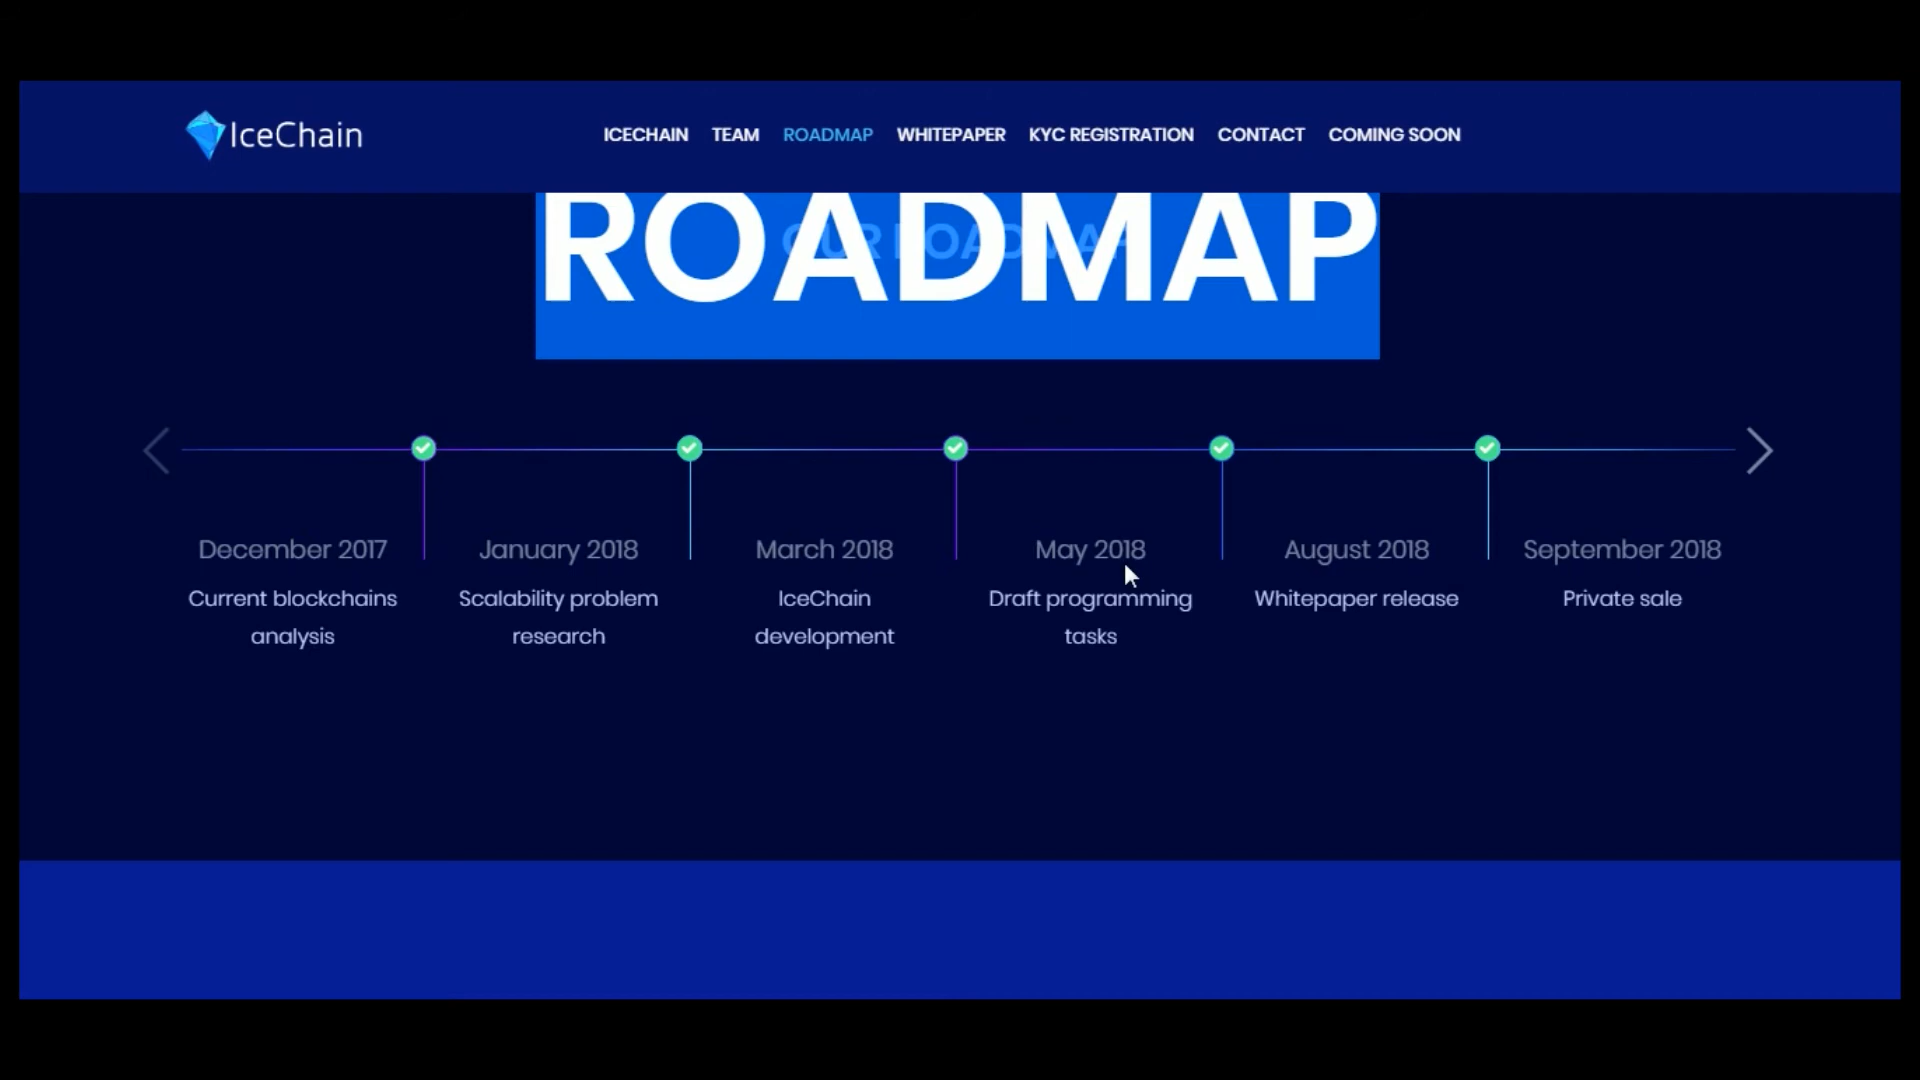 IceChain
ICECHAIN TEAM ROADMAP WHITEPAPER KYC REGISTRATION CONTACT COMING SOON
ROADMAP
OUR ROADMAP
December 2017
Current blockchains
analysis
January 2018
Scalability problem
research
March 2018
IceChain
development
May 2018
Draft programming
tasks
August 2018
Whitepaper release
September 2018
Private sale